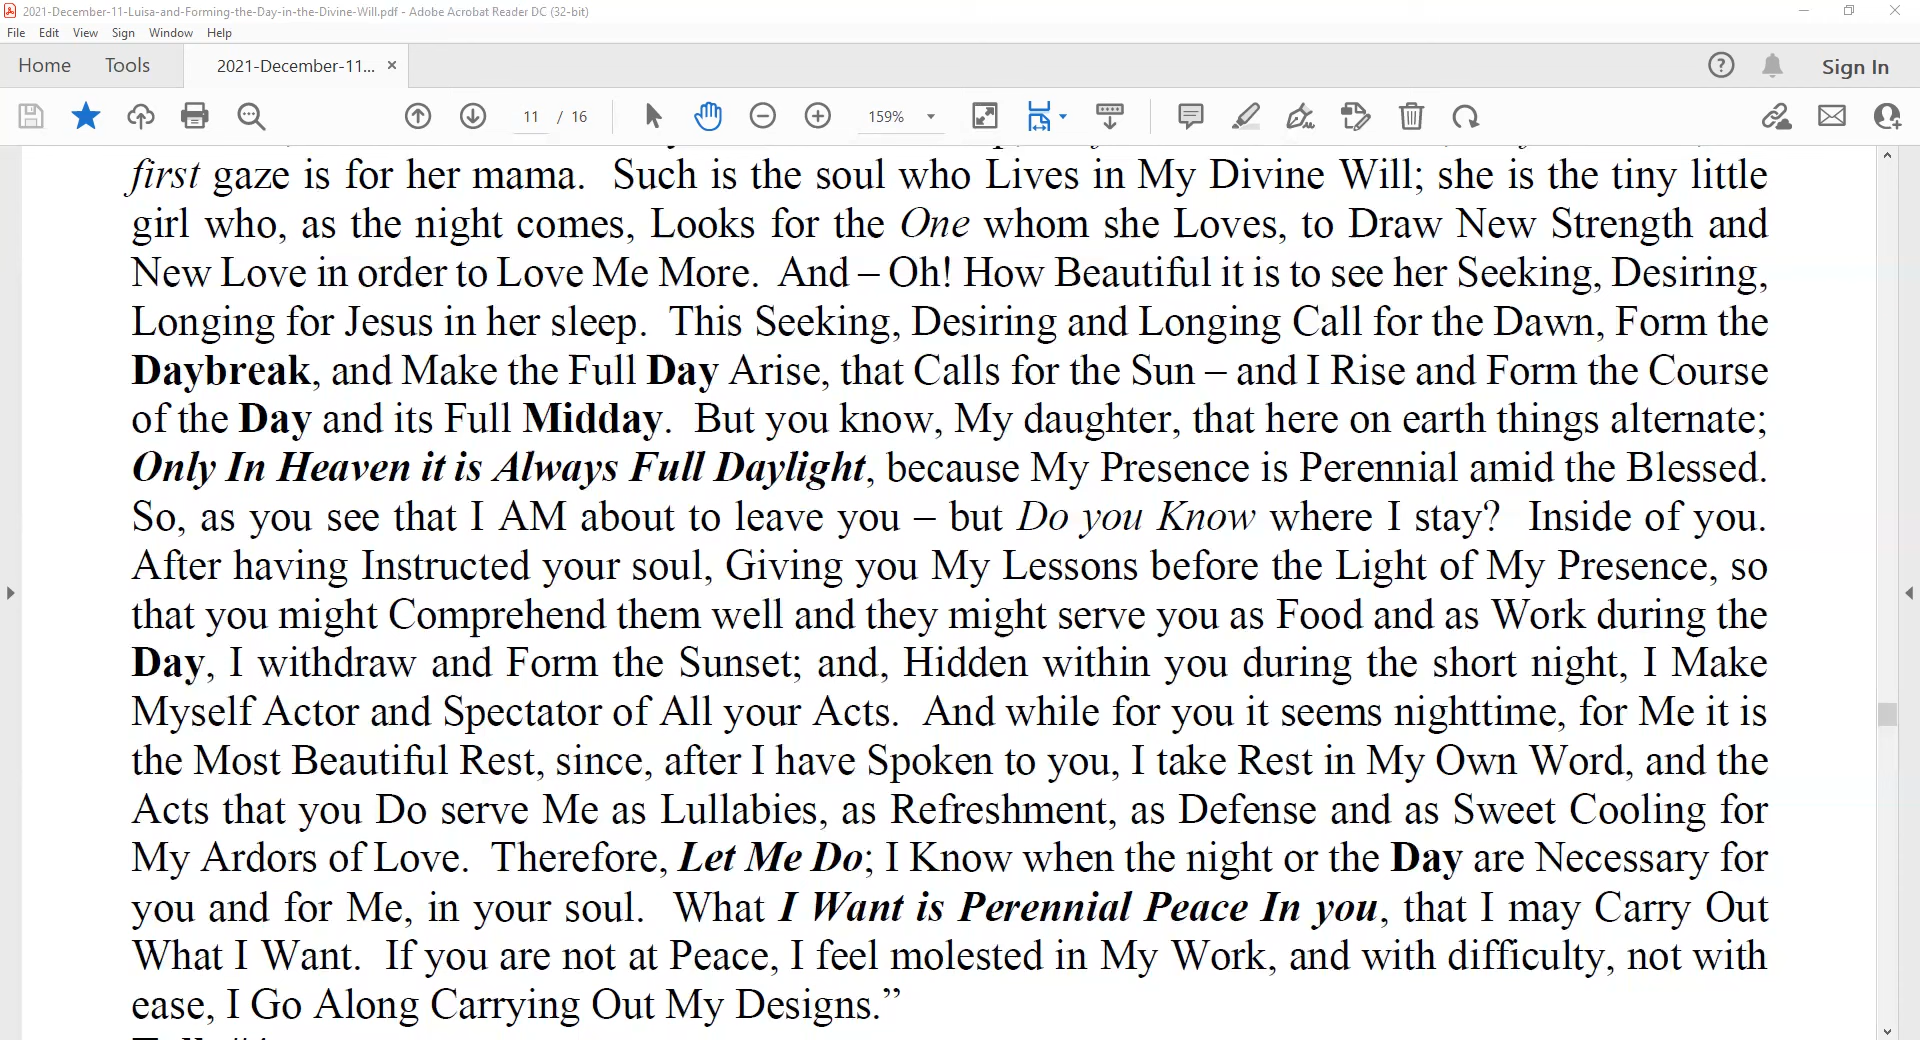 2021-December-11-Luisa-and-Forming-the-Day-in-the-Divine-Will.pdf - Adobe Acrobat Reader DC (32-bit)
File Edit View Sign Window Help
Home Tools 2021-December-11... × Sign In
11 / 16 159%
first gaze is for her mama. Such is the soul who Lives in My Divine Will; she is the tiny little
girl who, as the night comes, Looks for the One whom she Loves, to Draw New Strength and
New Love in order to Love Me More. And – Oh! How Beautiful it is to see her Seeking, Desiring,
Longing for Jesus in her sleep. This Seeking, Desiring and Longing Call for the Dawn, Form the
Daybreak, and Make the Full Day Arise, that Calls for the Sun – and I Rise and Form the Course
of the Day and its Full Midday. But you know, My daughter, that here on earth things alternate;
Only In Heaven it is Always Full Daylight, because My Presence is Perennial amid the Blessed.
So, as you see that I AM about to leave you – but Do you Know where I stay? Inside of you.
After having Instructed your soul, Giving you My Lessons before the Light of My Presence, so
that you might Comprehend them well and they might serve you as Food and as Work during the
Day, I withdraw and Form the Sunset; and, Hidden within you during the short night, I Make
Myself Actor and Spectator of All your Acts. And while for you it seems nighttime, for Me it is
the Most Beautiful Rest, since, after I have Spoken to you, I take Rest in My Own Word, and the
Acts that you Do serve Me as Lullabies, as Refreshment, as Defense and as Sweet Cooling for
My Ardors of Love. Therefore, Let Me Do; I Know when the night or the Day are Necessary for
you and for Me, in your soul. What I Want is Perennial Peace In you, that I may Carry Out
What I Want. If you are not at Peace, I feel molested in My Work, and with difficulty, not with
ease, I Go Along Carrying Out My Designs.”